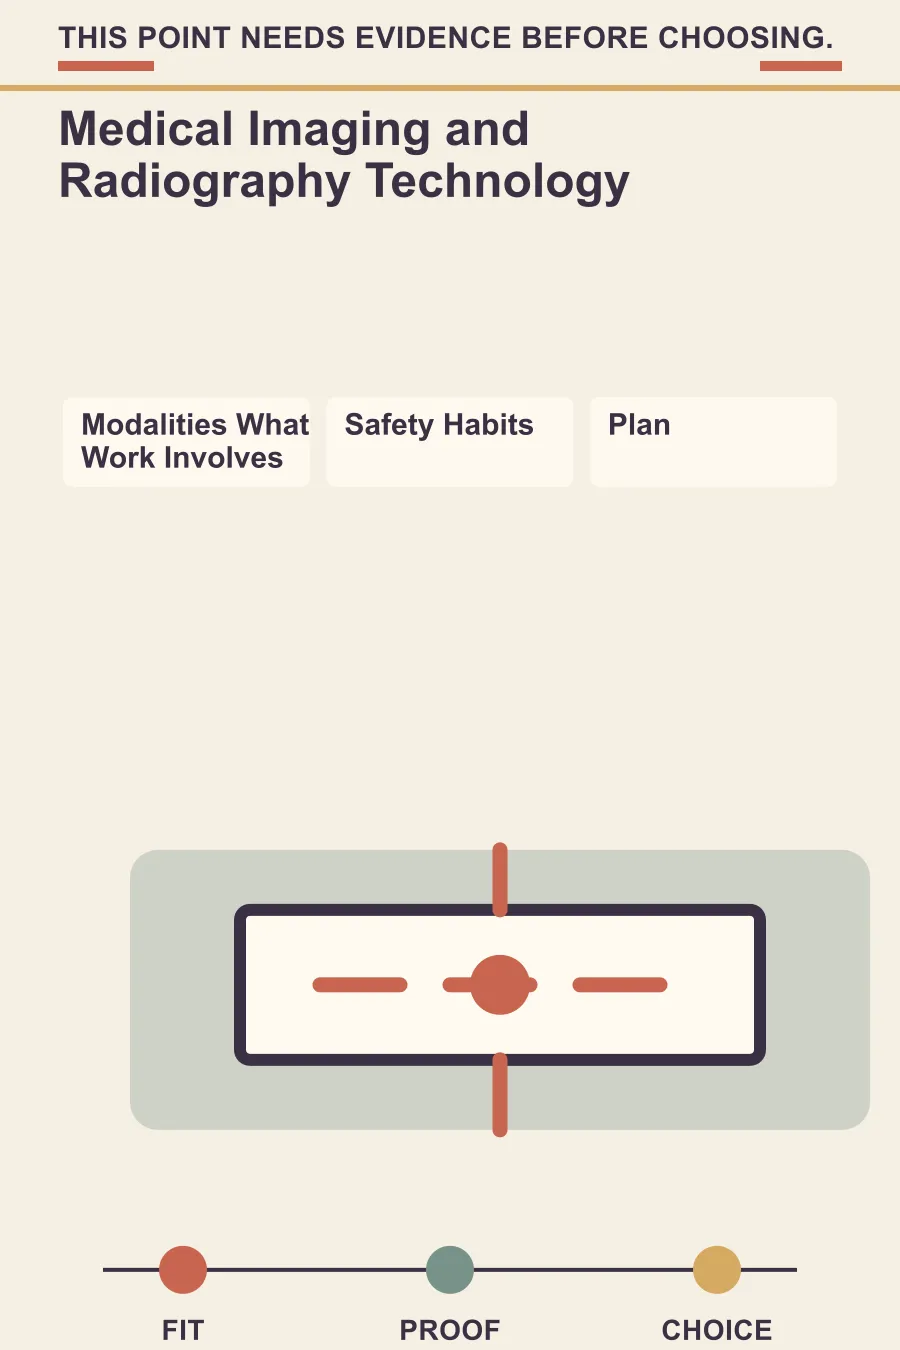 THIS POINT NEEDS EVIDENCE BEFORE CHOOSING.
Medical Imaging and
Radiography Technology
Modalities What
Work Involves
Safety Habits
Plan
FIT
PROOF
CHOICE